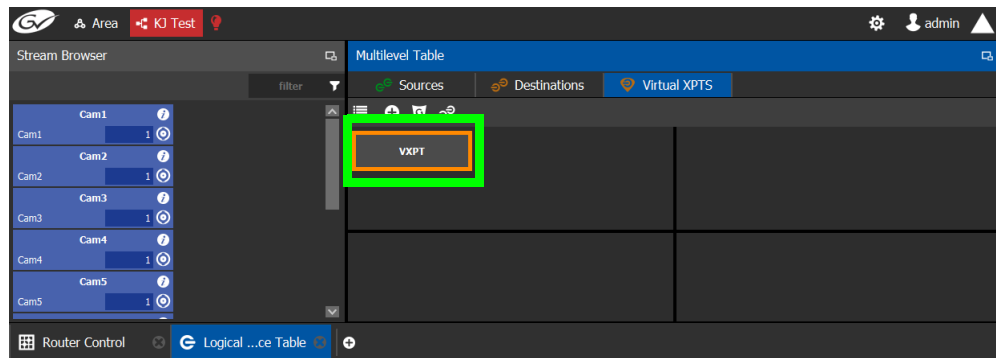 GV Area KJ Test admin
Stream Browser
Multilevel Table
filter
Sources Destinations Virtual XPTS
Cam1
Cam1 1
Cam2
Cam2 1
Cam3
Cam3 1
Cam4
Cam4 1
Cam5
Cam5 1
VXPT
Router Control Logical ...ce Table